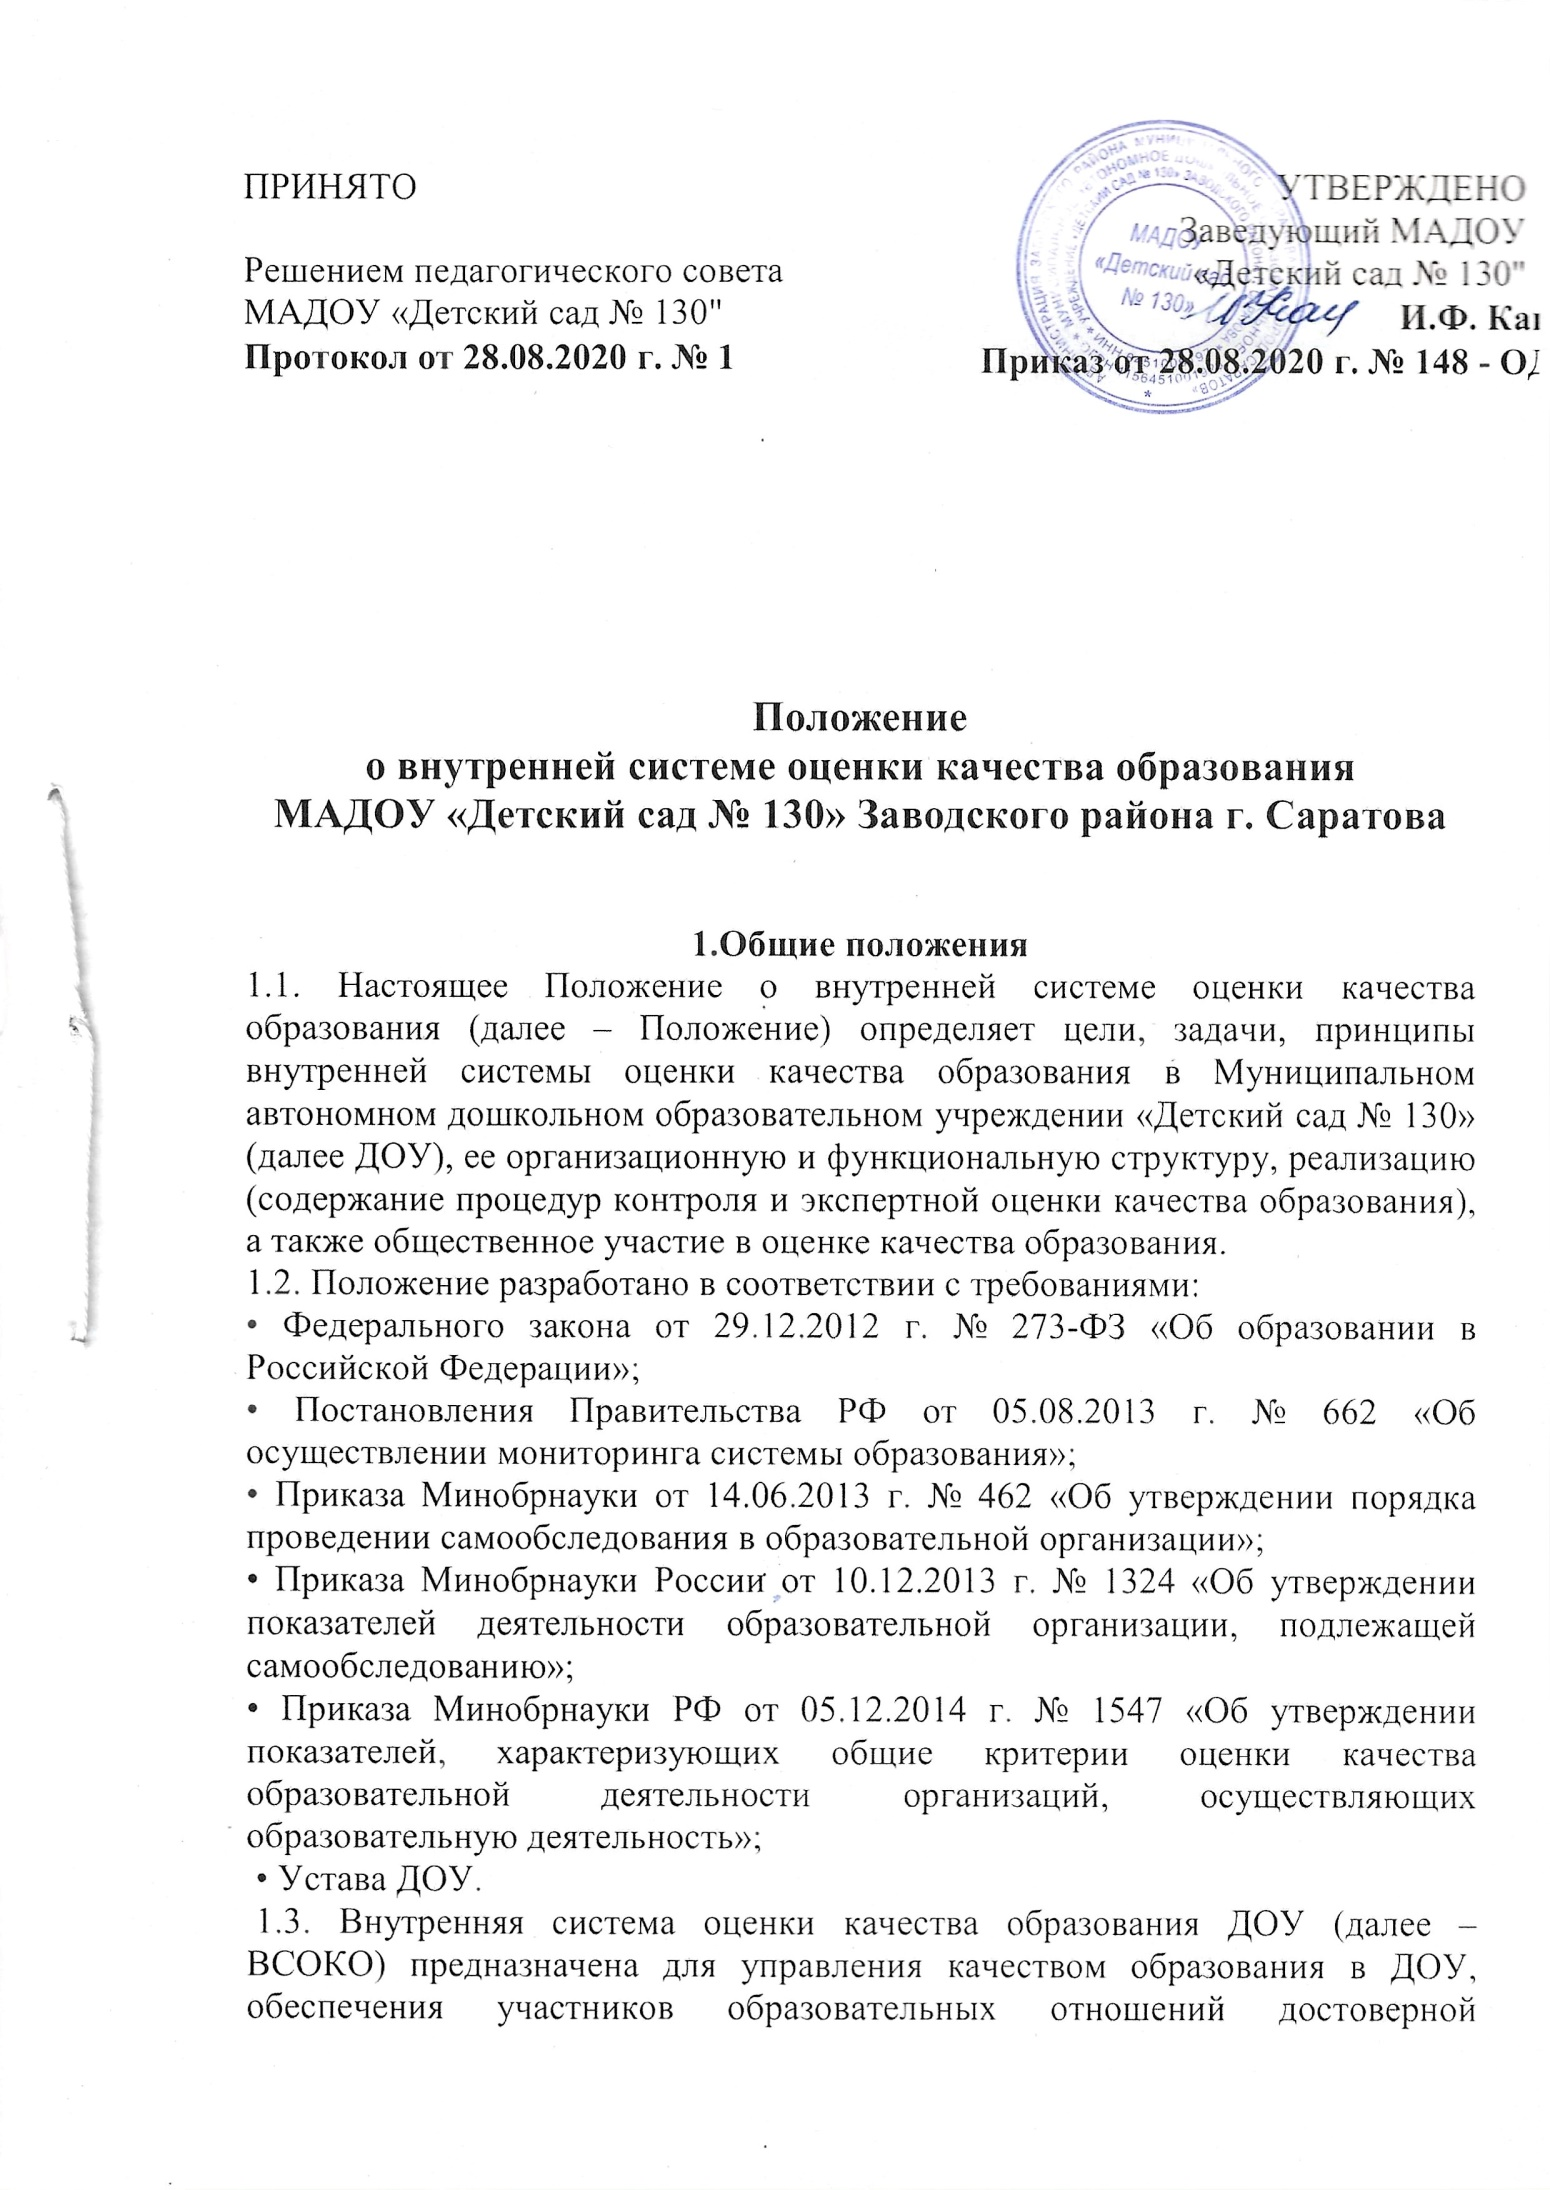 ПРИНЯТО
Решением педагогического совета
МАДОУ «Детский сад № 130"
Протокол от 28.08.2020 г. № 1
УТВЕРЖДЕНО
Заведующий МАДОУ
«Детский сад № 130"
И.Ф.
Приказ от 28.08.2020 г. № 148 -
МАДОУ
«Детский сад
№ 130»
Положение
о внутренней системе оценки качества образования
МАДОУ «Детский сад № 130» Заводского района г. Саратова
1.Общие положения
1.1. Настоящее Положение о внутренней системе оценки качества
образования (далее – Положение) определяет цели, задачи, принципы
внутренней системы оценки качества образования в Муниципальном
автономном дошкольном образовательном учреждении «Детский сад № 130»
(далее ДОУ), ее организационную и функциональную структуру, реализацию
(содержание процедур контроля и экспертной оценки качества образования),
а также общественное участие в оценке качества образования.
1.2. Положение разработано в соответствии с требованиями:
• Федерального закона от 29.12.2012 г. № 273-ФЗ «Об образовании в
Российской Федерации»;
• Постановления Правительства РФ от 05.08.2013 г. № 662 «Об
осуществлении мониторинга системы образования»;
• Приказа Минобрнауки от 14.06.2013 г. № 462 «Об утверждении порядка
проведении самообследования в образовательной организации»;
• Приказа Минобрнауки России от 10.12.2013 г. № 1324 «Об утверждении
показателей деятельности образовательной организации, подлежащей
самообследованию»;
• Приказа Минобрнауки РФ от 05.12.2014 г. № 1547 «Об утверждении
показателей, характеризующих общие критерии оценки качества
образовательной деятельности организаций, осуществляющих
образовательную деятельность»;
• Устава ДОУ.
1.3. Внутренняя система оценки качества образования ДОУ (далее –
ВСОКО) предназначена для управления качеством образования в ДОУ,
обеспечения участников образовательных отношений достоверной